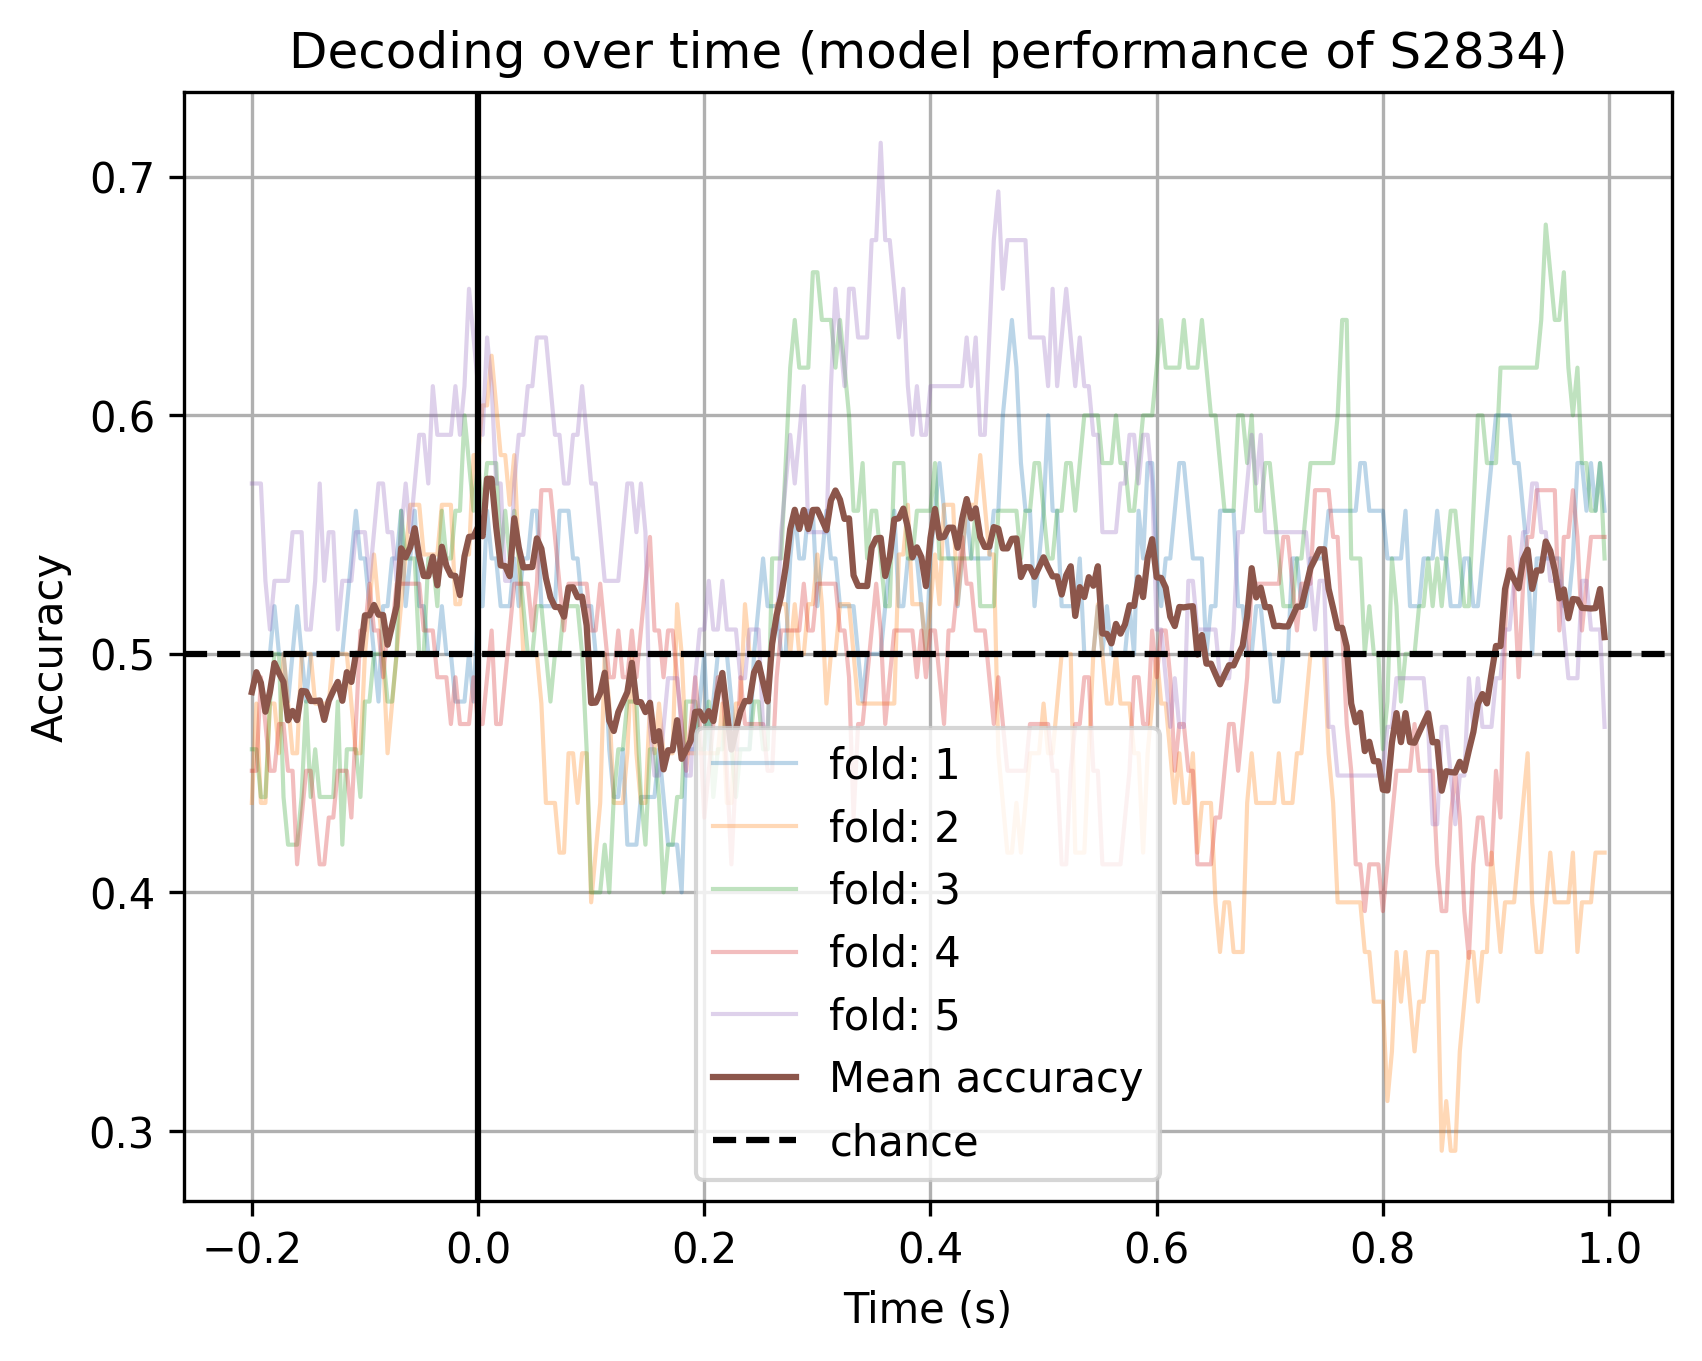 Decoding over time (model performance of S2834)
Accuracy
0.7
0.6
0.5
0.4
0.3
fold: 1
fold: 2
fold: 3
fold: 4
fold: 5
Mean accuracy
chance
−0.2 0.0 0.2 0.4 0.6 0.8 1.0
Time (s)